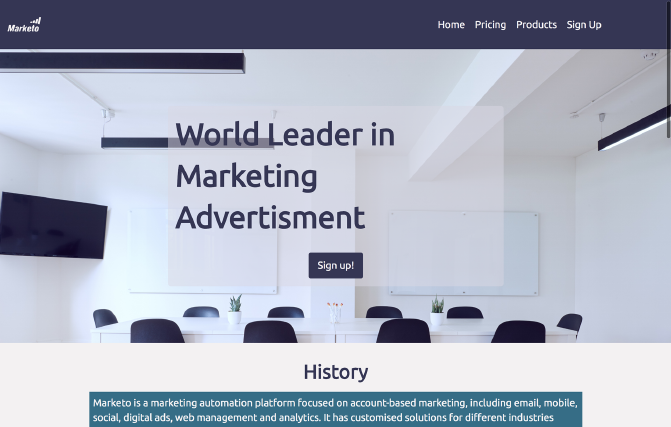 Marketo
Home Pricing Products Sign Up
World Leader in
Marketing
Advertisment
Sign up!
History
Marketo is a marketing automation platform focused on account-based marketing, including email, mobile,
social, digital ads, web management and analytics. It has customised solutions for different industries